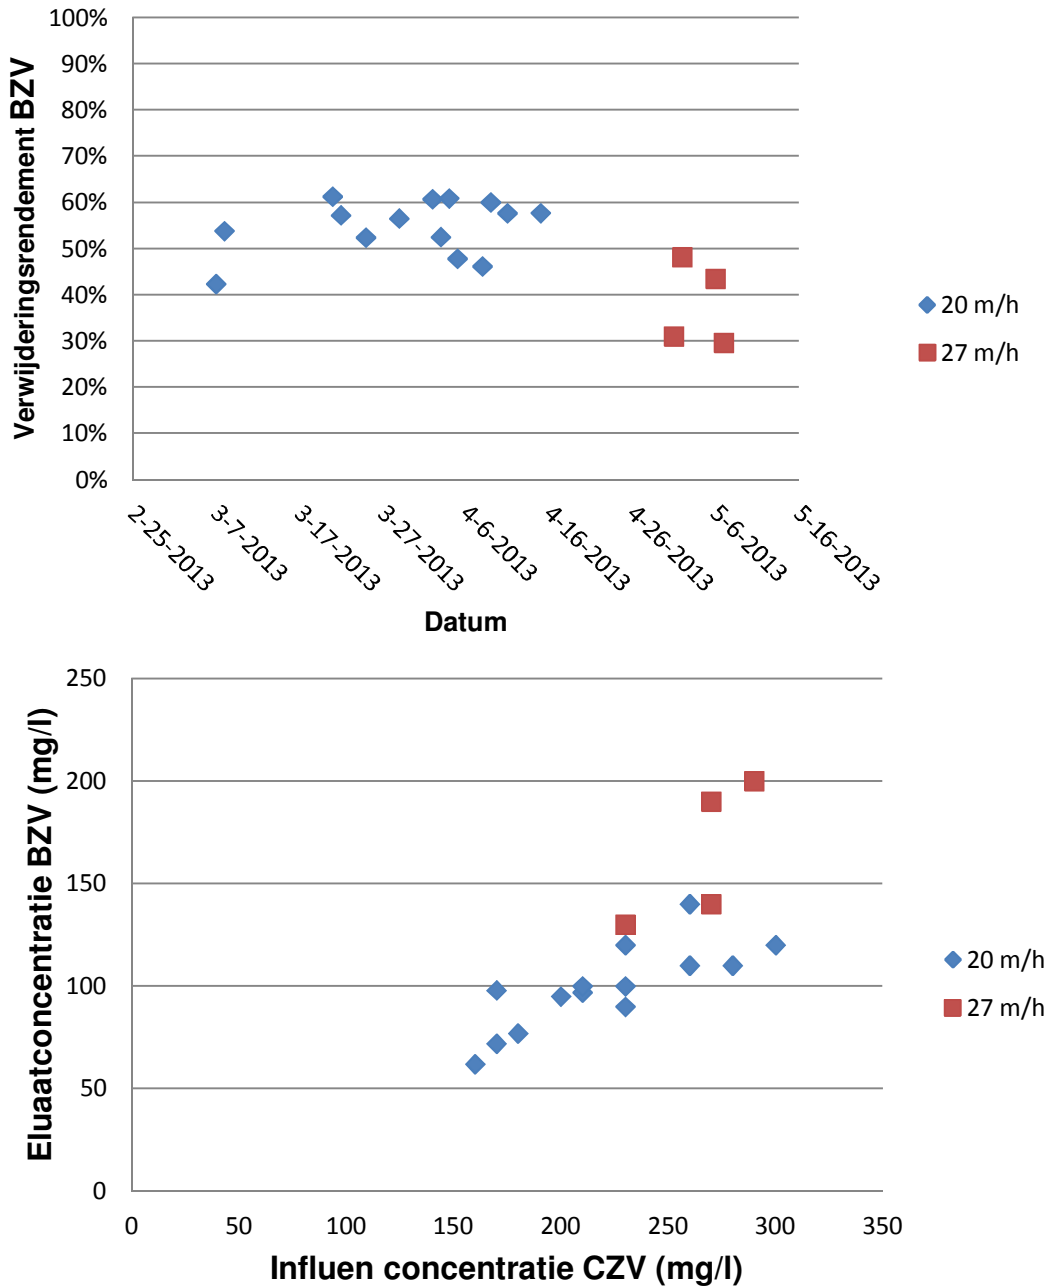 100%
90%
80%
70%
60%
50%
40%
30%
20%
10%
0%
Verwijderingsrendement BZV
2-25-2013
3-7-2013
3-17-2013
3-27-2013
4-6-2013
4-16-2013
4-26-2013
5-6-2013
5-16-2013
Datum
20 m/h
27 m/h
250
200
150
100
50
0
Eluaatconcentratie BZV (mg/l)
0 50 100 150 200 250 300 350
Influen concentratie CZV (mg/l)
20 m/h
27 m/h